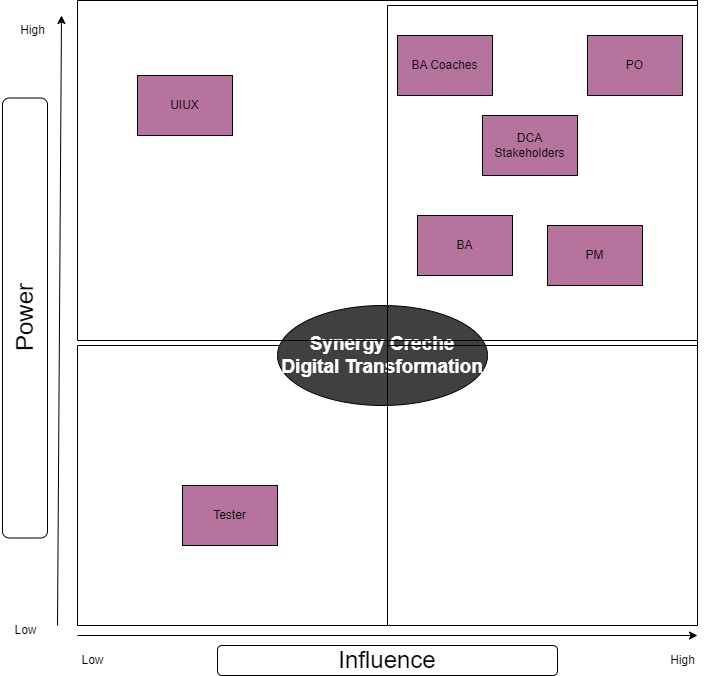 High
BA Coaches
PO
UIUX
DCA
Stakeholders
BA
PM
Power
Synergy Creche
Digital Transformation
Tester
Low
Low
Influence
High